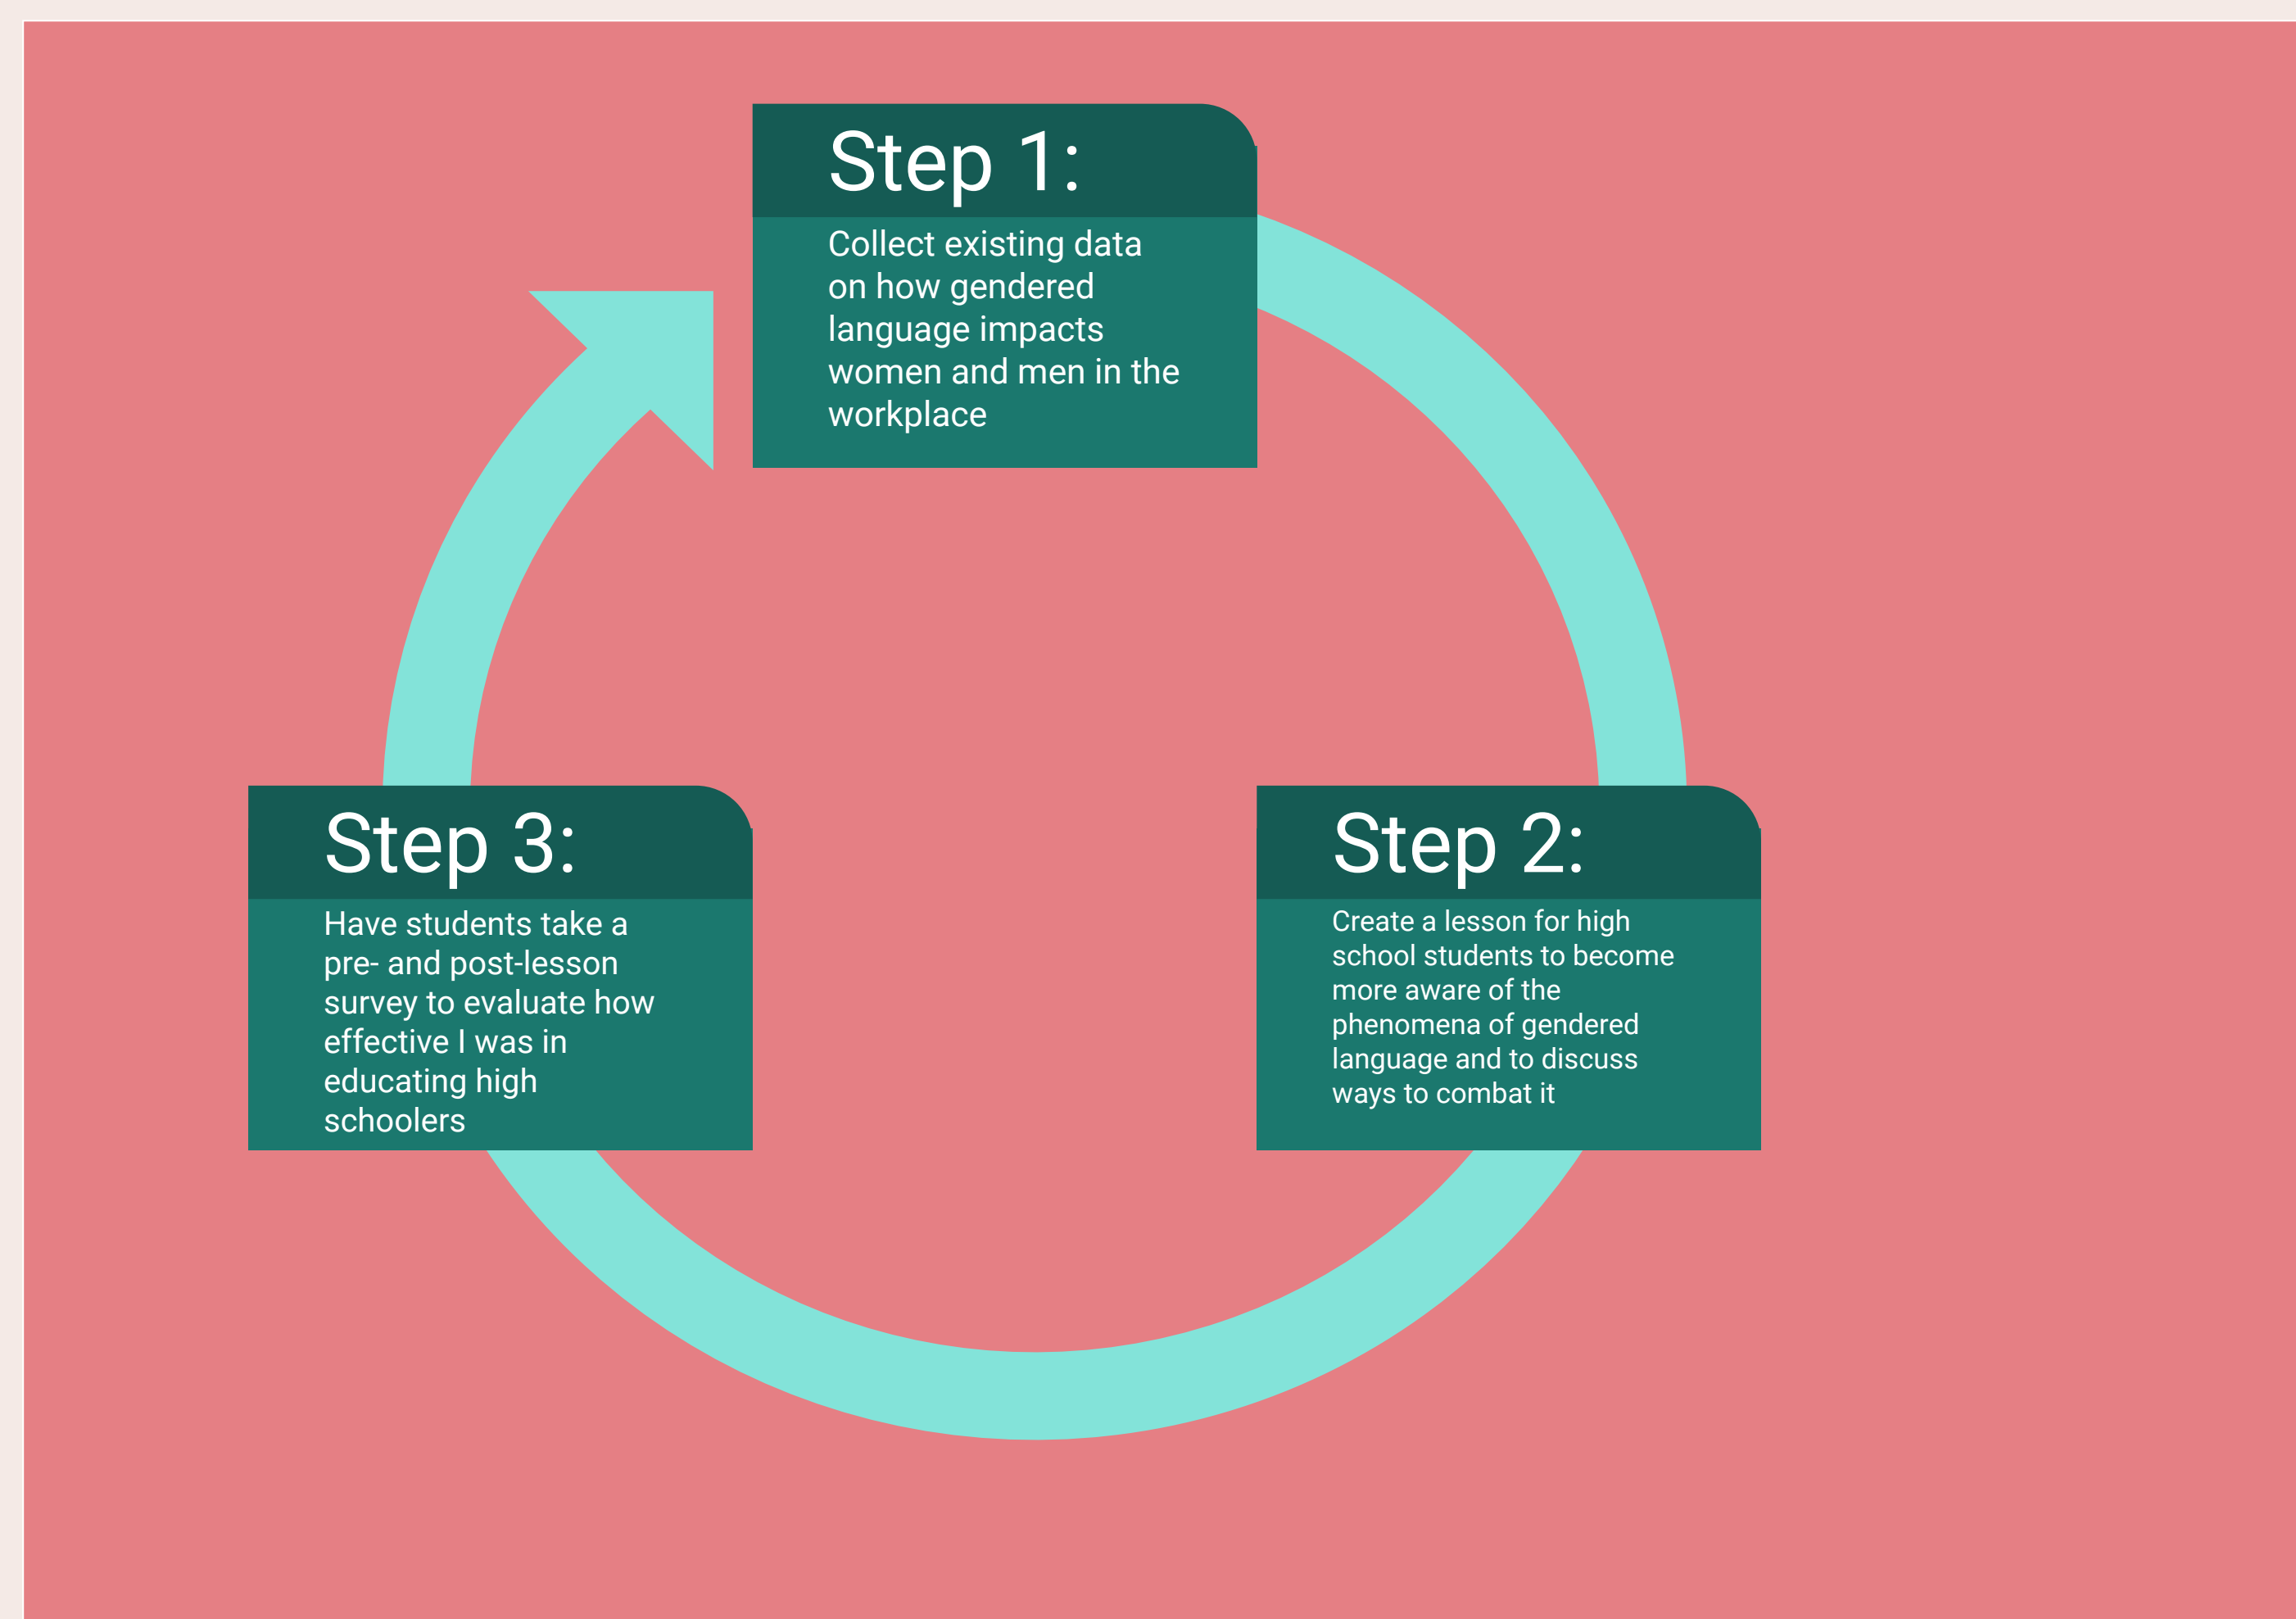 Step 1:
Collect existing data
on how gendered
language impacts
women and men in the
workplace
Step 2:
Create a lesson for high
school students to become
more aware of the
phenomena of gendered
language and to discuss
ways to combat it
Step 3:
Have students take a
pre- and post-lesson
survey to evaluate how
effective I was in
educating high
schoolers